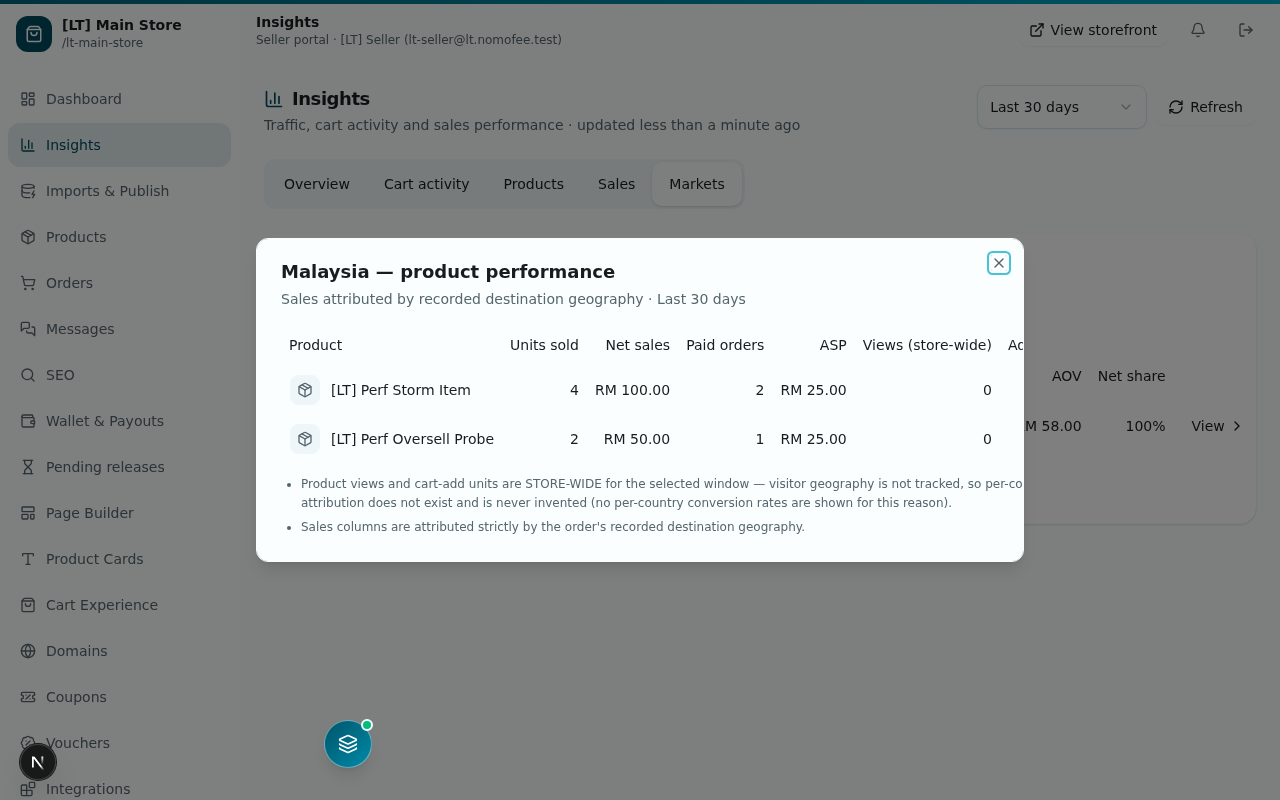 [LT] Main Store
/lt-main-store
Insights
Seller portal · [LT] Seller (lt-seller@lt.nomofee.test)
View storefront
Dashboard
Insights
Imports & Publish
Products
Orders
Messages
SEO
Wallet & Payouts
Pending releases
Page Builder
Product Cards
Cart Experience
Domains
Coupons
Vouchers
Integrations
Insights
Traffic, cart activity and sales performance · updated less than a minute ago
Last 30 days
Refresh
Overview
Cart activity
Products
Sales
Markets
Malaysia — product performance
Sales attributed by recorded destination geography · Last 30 days
Product Units sold Net sales Paid orders ASP Views (store-wide)
[LT] Perf Storm Item 4 RM 100.00 2 RM 25.00 0
[LT] Perf Oversell Probe 2 RM 50.00 1 RM 25.00 0
Product views and cart-add units are STORE-WIDE for the selected window — visitor geography is not tracked, so per-co
attribution does not exist and is never invented (no per-country conversion rates are shown for this reason).
Sales columns are attributed strictly by the order's recorded destination geography.
AOV Net share
58.00 100% View
N